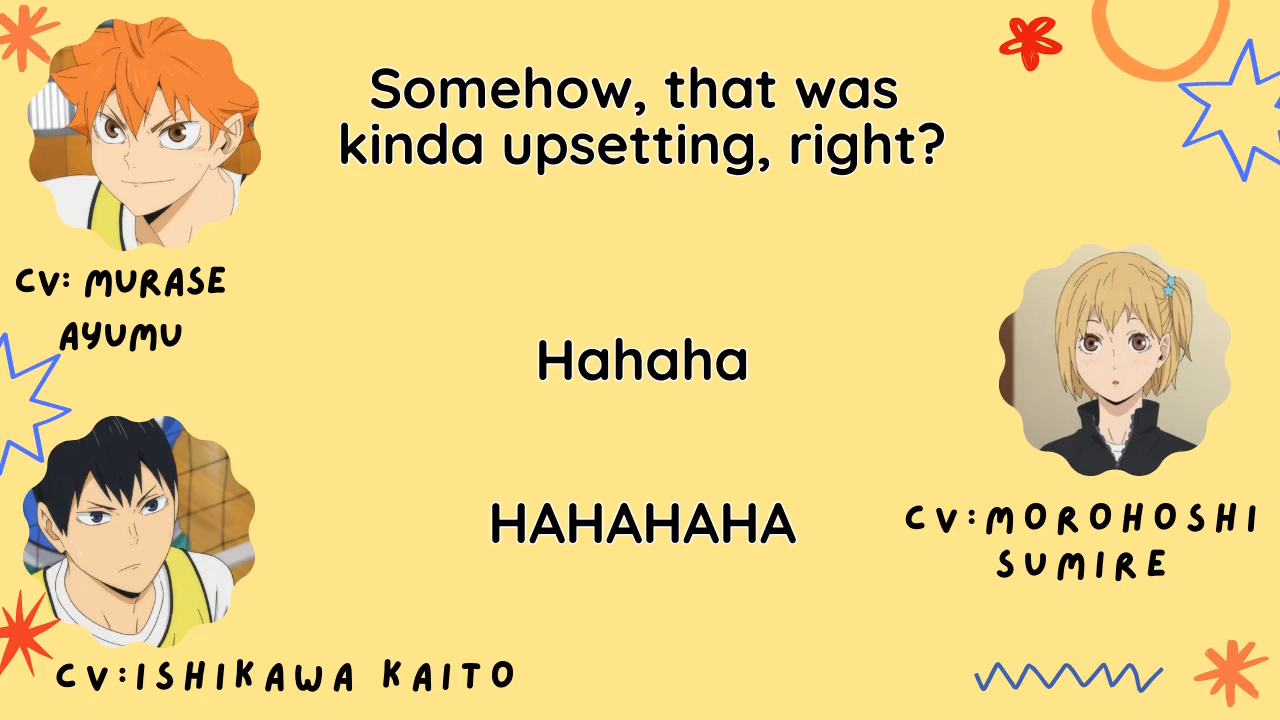 Somehow, that was
kinda upsetting, right?
CV: MURASE
AYUMU
Hahaha
HAHAHAHA
CV:MOROHOSHI
SUMIRE
CV:ISHIKAWA KAITO